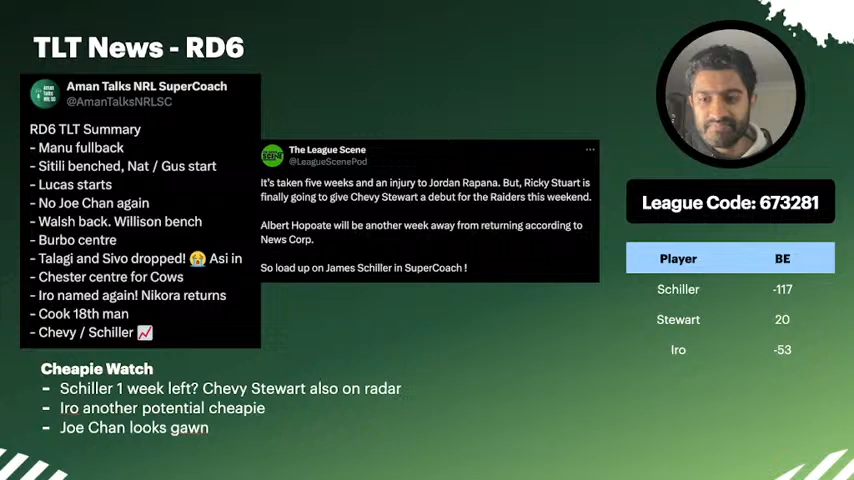 TLT News - RD6
Aman Talks NRL SuperCoach
@AmanTalksNRLSC
RD6 TLT Summary
- Manu fullback
- Sitili benched, Nat / Gus start
- Lucas starts
- No Joe Chan again
- Walsh back. Willison bench
- Burbo centre
- Talagi and Sivo dropped! 😭 Asi in
- Chester centre for Cows
- Iro named again! Nikora returns
- Cook 18th man
- Chevy / Schiller 📈
The League Scene
@LeagueScenePod
It's taken five weeks and an injury to Jordan Rapana. But, Ricky Stuart is
finally going to give Chevy Stewart a debut for the Raiders this weekend.
Albert Hopoate will be another week away from returning according to
News Corp.
So load up on James Schiller in SuperCoach !
League Code: 673281
Player BE
Schiller -117
Stewart 20
Iro -53
Cheapie Watch
- Schiller 1 week left? Chevy Stewart also on radar
- Iro another potential cheapie
- Joe Chan looks gawn